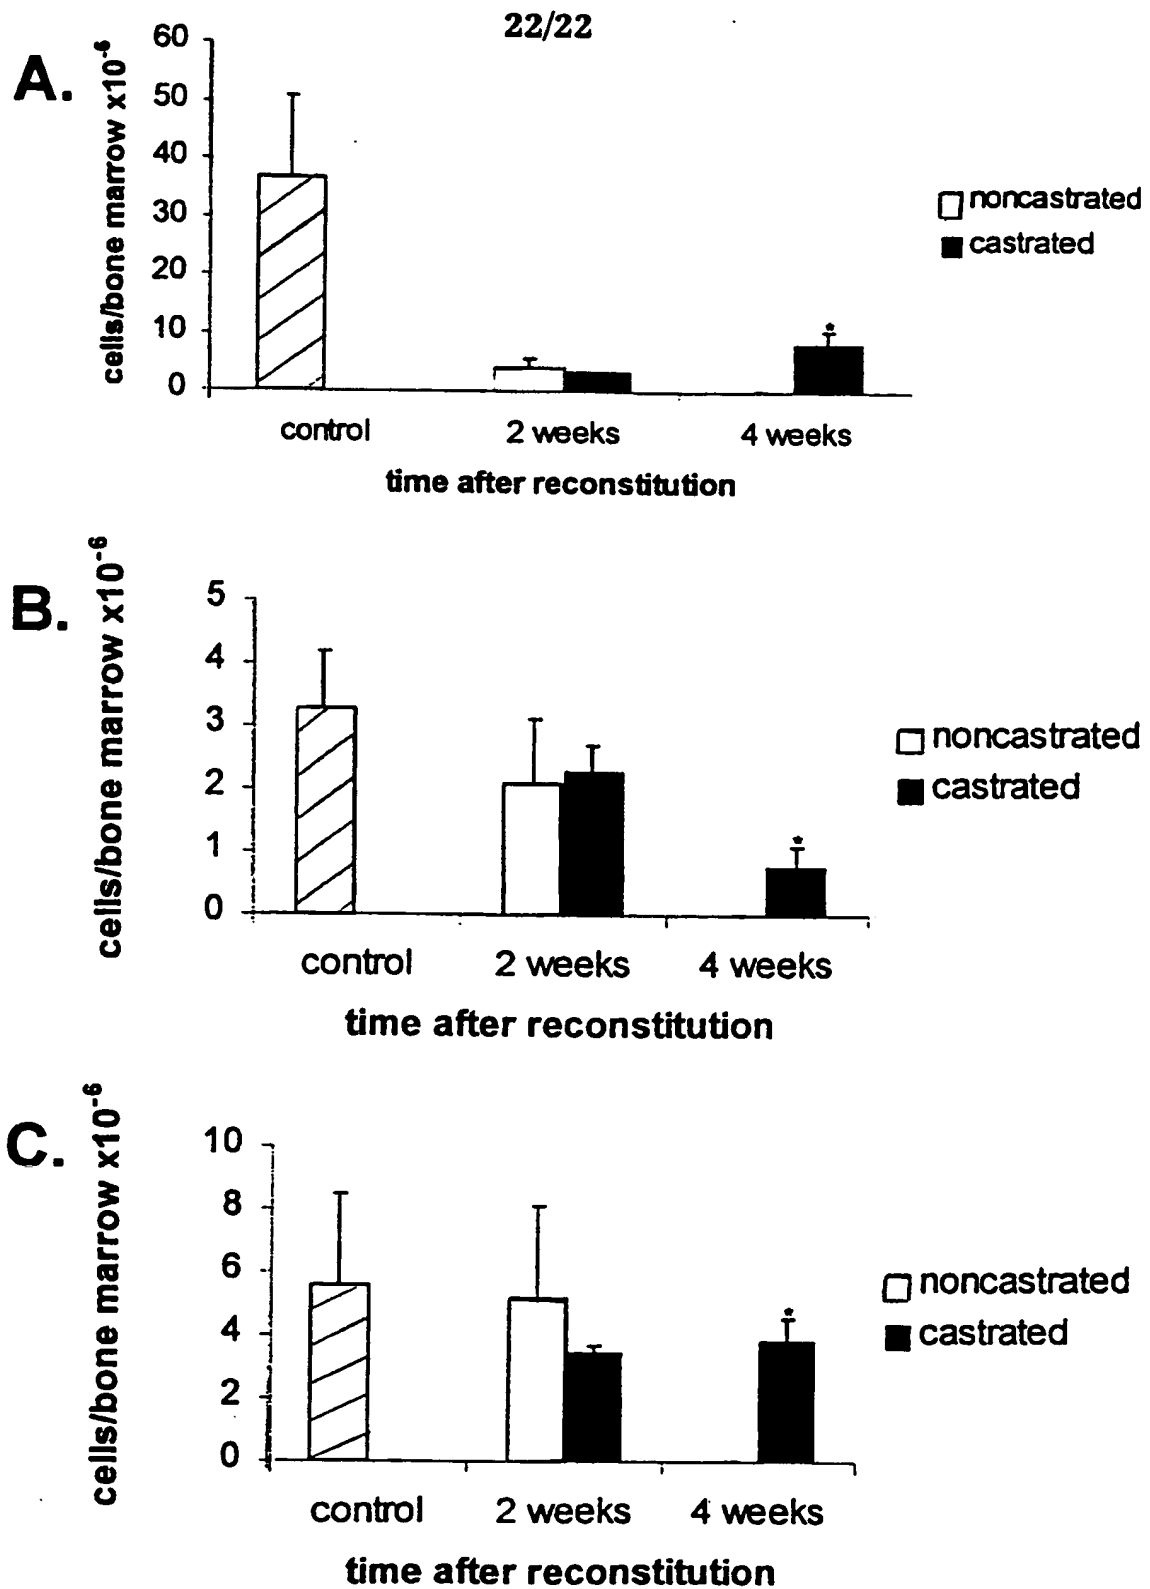 22/22
A.
cells/bone marrow x10⁻⁶
60
50
40
30
20
10
0
noncastrated
castrated
*
control 2 weeks 4 weeks
time after reconstitution
B.
cells/bone marrow x10⁻⁶
5
4
3
2
1
0
noncastrated
castrated
*
control 2 weeks 4 weeks
time after reconstitution
C.
cells/bone marrow x10⁻⁶
10
8
6
4
2
0
noncastrated
castrated
*
control 2 weeks 4 weeks
time after reconstitution